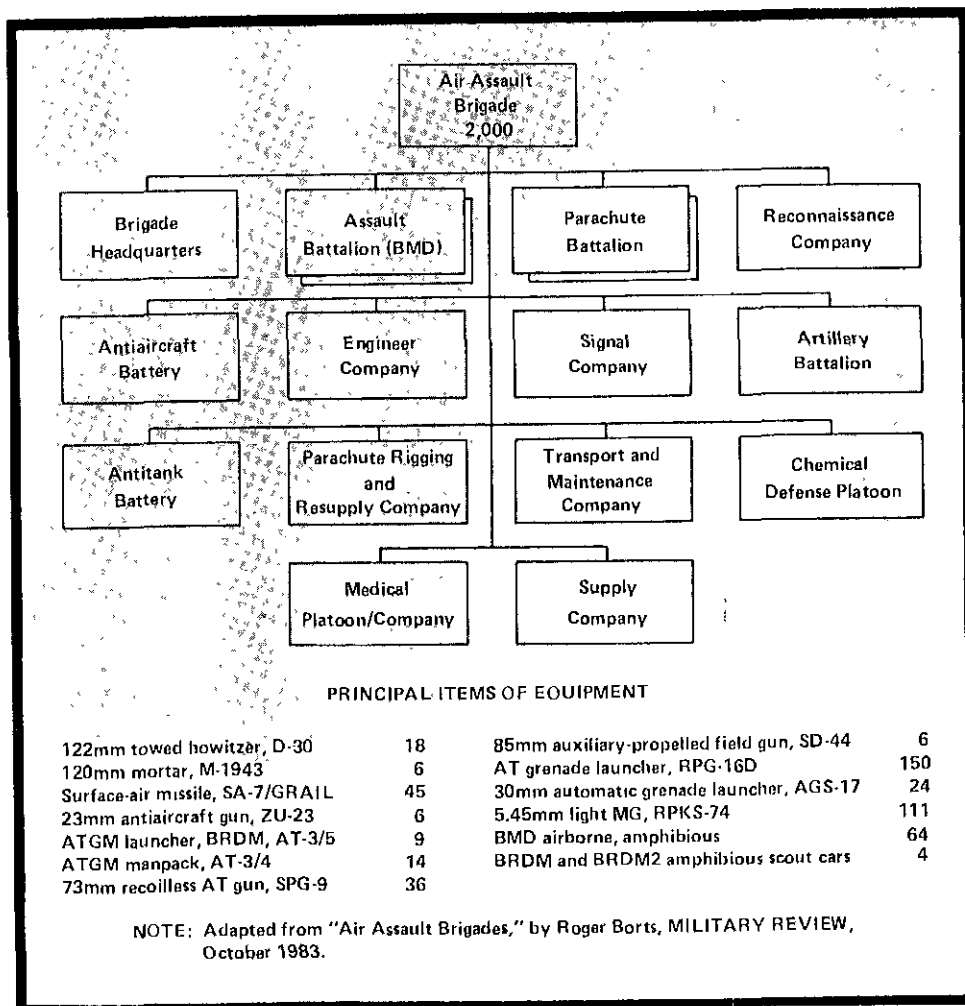 Air Assault
Brigade
2,000
Brigade
Headquarters
Assault
Battalion (BMD)
Parachute
Battalion
Reconnaissance
Company
Antiaircraft
Battery
Engineer
Company
Signal
Company
Artillery
Battalion
Antitank
Battery
Parachute Rigging
and
Resupply Company
Transport and
Maintenance
Company
Chemical
Defense Platoon
Medical
Platoon/Company
Supply
Company
PRINCIPAL ITEMS OF EQUIPMENT
122mm towed howitzer, D-30 18
120mm mortar, M-1943 6
Surface-air missile, SA-7/GRAIL 45
23mm antiaircraft gun, ZU-23 6
ATGM launcher, BRDM, AT-3/5 9
ATGM manpack, AT-3/4 14
73mm recoilless AT gun, SPG-9 36
85mm auxiliary-propelled field gun, SD-44 6
AT grenade launcher, RPG-16D 150
30mm automatic grenade launcher, AGS-17 24
5.45mm light MG, RPKS-74 111
BMD airborne, amphibious 64
BRDM and BRDM2 amphibious scout cars 4
NOTE: Adapted from "Air Assault Brigades," by Roger Borts, MILITARY REVIEW,
October 1983.